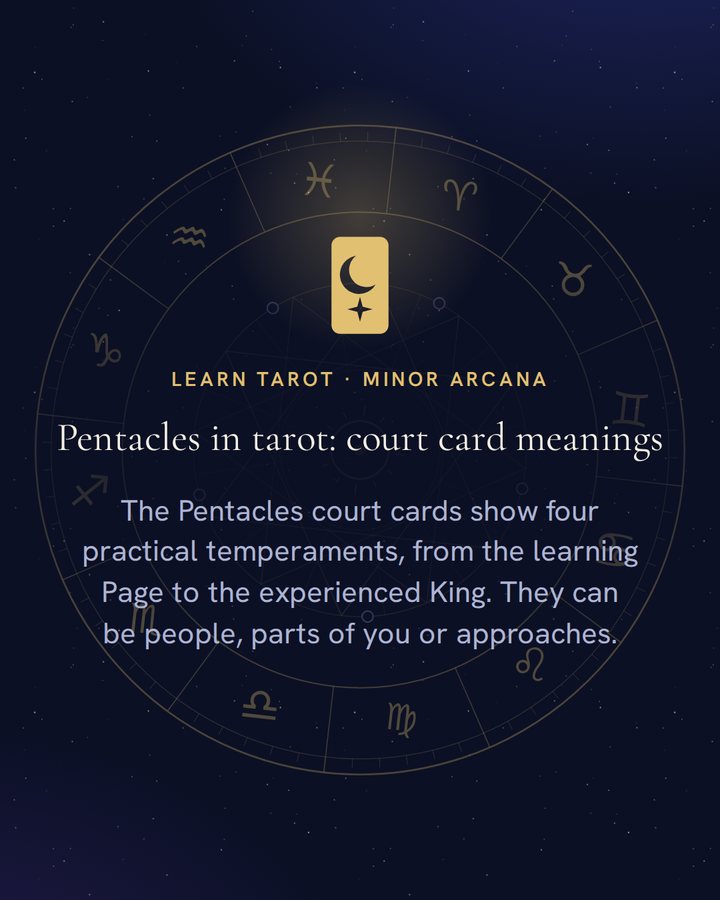 LEARN TAROT · MINOR ARCANA
Pentacles in tarot: court card meanings
The Pentacles court cards show four
practical temperaments, from the learning
Page to the experienced King. They can
be people, parts of you or approaches.